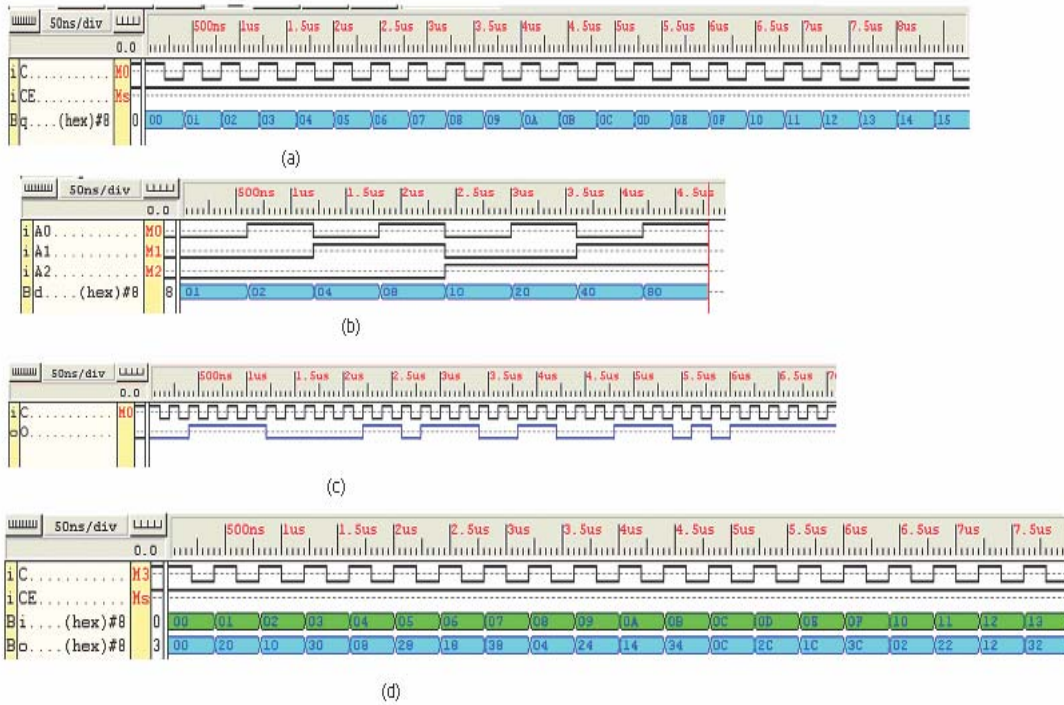 50ns/div 500ns 1us 1.5us 2us 2.5us 3us 3.5us 4us 4.5us 5us 5.5us 6us 6.5us 7us 7.5us 8us
0.0
i C.......... M0
i CE......... Ms
B q....(hex)#8 0 00 01 02 03 04 05 06 07 08 09 0A 0B 0C 0D 0E 0F 10 11 12 13 14 15
(a)
50ns/div 500ns 1us 1.5us 2us 2.5us 3us 3.5us 4us 4.5us
0.0
i A0.......... M0
i A1.......... M1
i A2.......... M2
B d....(hex)#8 8 01 02 04 08 10 20 40 80
(b)
50ns/div 500ns 1us 1.5us 2us 2.5us 3us 3.5us 4us 4.5us 5us 5.5us 6us 6.5us
0.0
i C.......... M0
o O..........
(c)
50ns/div 500ns 1us 1.5us 2us 2.5us 3us 3.5us 4us 4.5us 5us 5.5us 6us 6.5us 7us 7.5us
0.0
i C.......... M3
i CE......... Ms
B i....(hex)#8 0 00 01 02 03 04 05 06 07 08 09 0A 0B 0C 0D 0E 0F 10 11 12 13
B o....(hex)#8 3 00 20 10 30 08 28 18 38 04 24 14 34 0C 2C 1C 3C 02 22 12 32
(d)